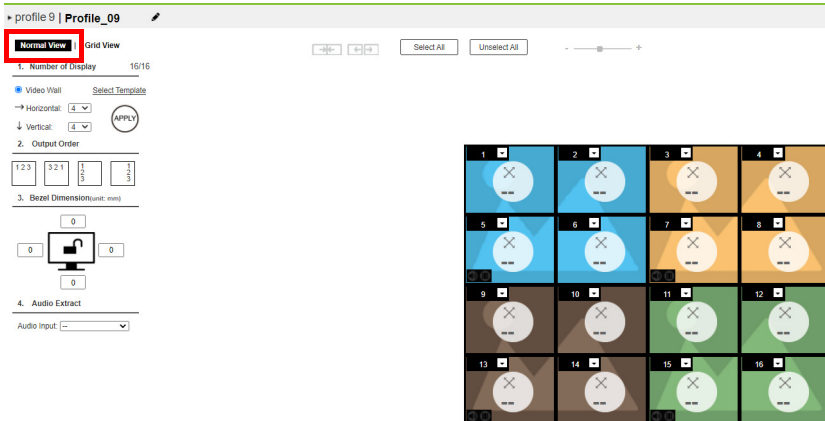 profile 9 | Profile_09
Normal View | Grid View
Select All
Unselect All
- +
1. Number of Display 16/16
Video Wall Select Template
Horizontal: 4
APPLY
Vertical: 4
2. Output Order
1 2 3
3 2 1
1
2
3
1
2
3
3. Bezel Dimension(unit: mm)
0
0
0
0
4. Audio Extract
Audio Input: --
1 2 3 4
-- -- -- --
5 6 7 8
-- -- -- --
9 10 11 12
-- -- -- --
13 14 15 16
-- -- -- --